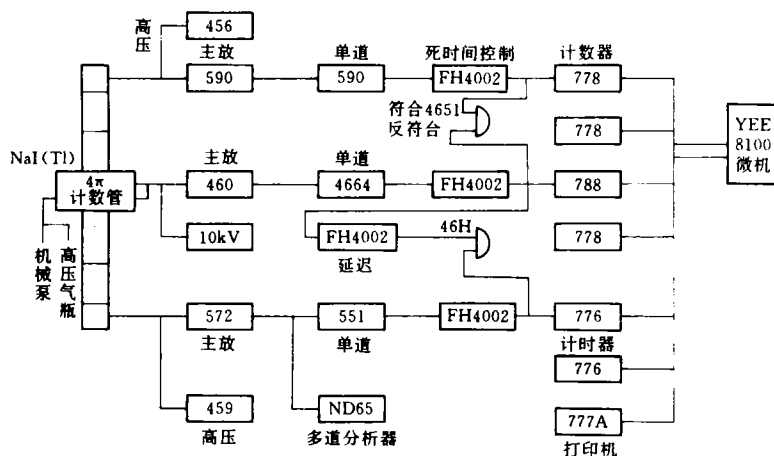 高压
456
主放
单道
死时间控制
计数器
590
590
FH4002
778
符合4651
反符合
778
YEE
8100
微机
NaI(Tl)
4π
计数管
主放
单道
460
4664
FH4002
788
10kV
FH4002
延迟
46H
778
机械泵
高压气瓶
572
551
FH4002
776
主放
单道
计时器
776
459
ND65
777A
高压
多道分析器
打印机